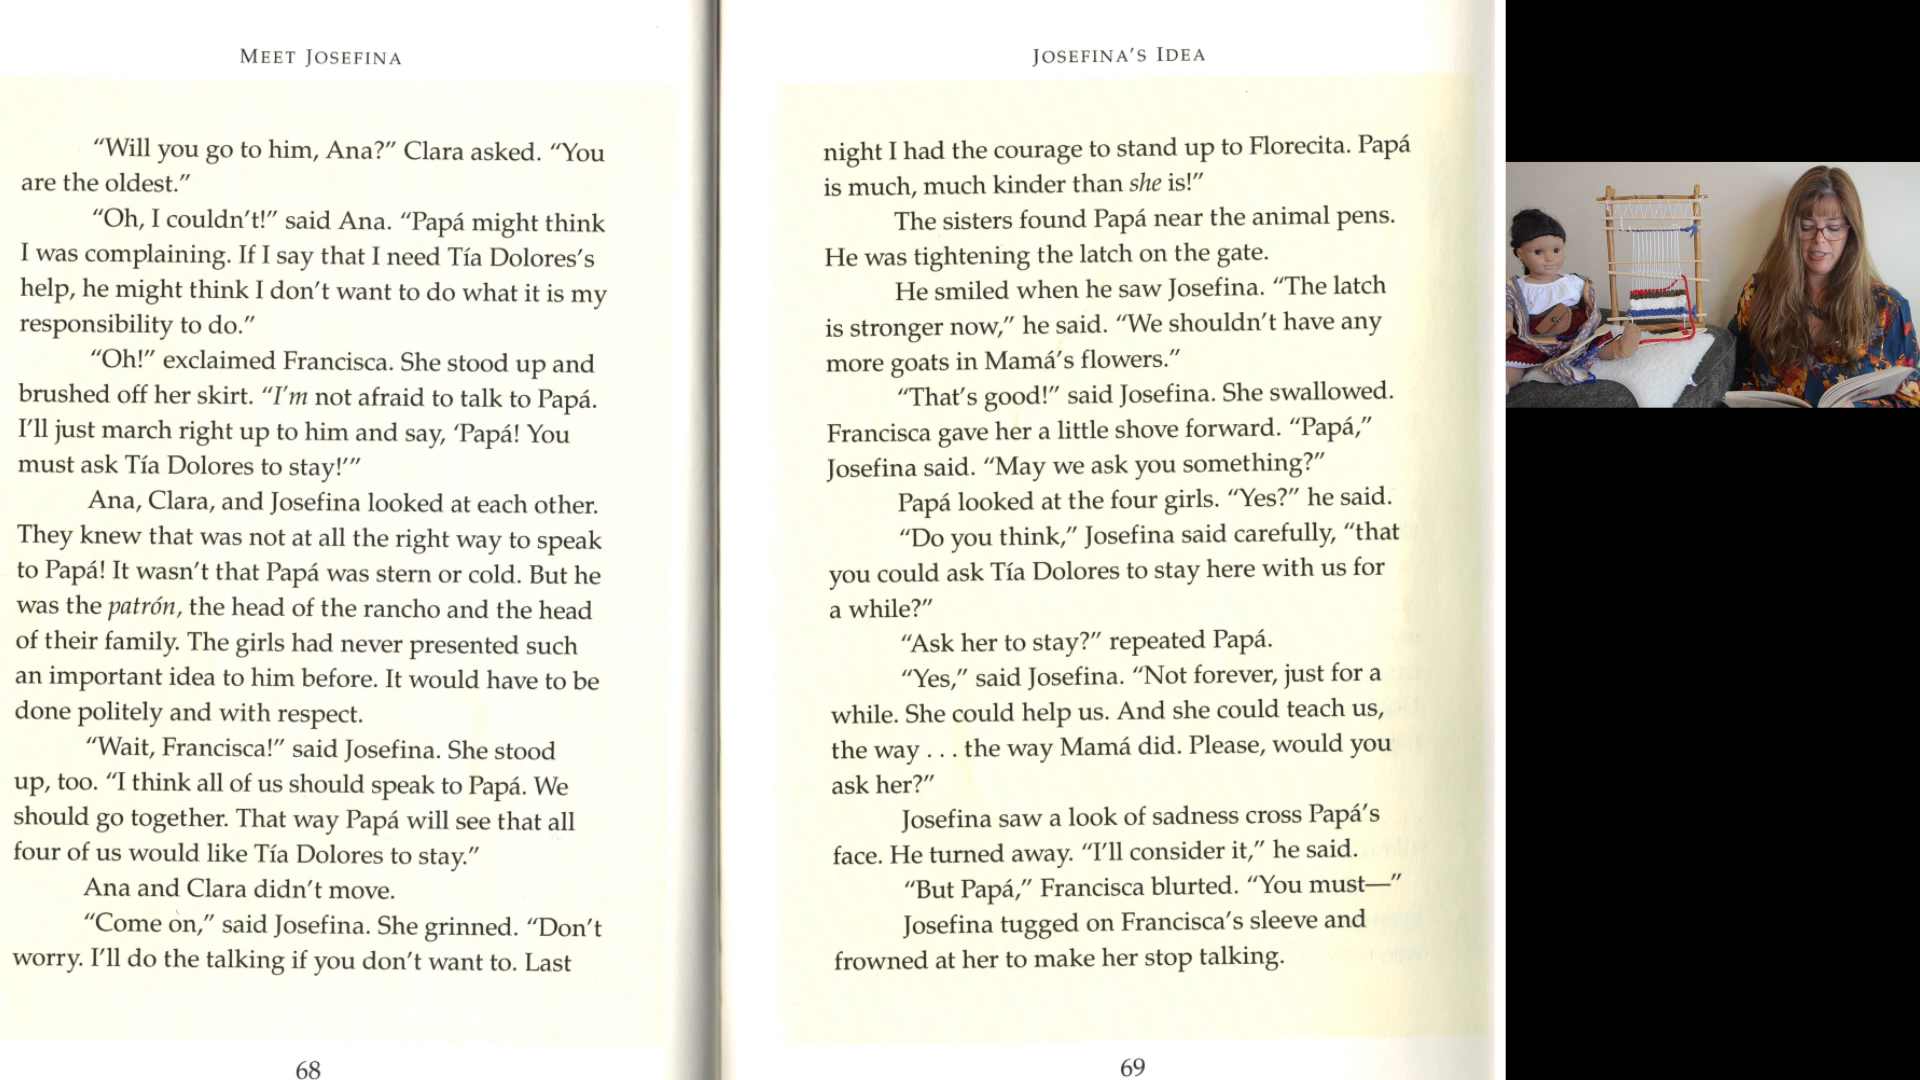 MEET JOSEFINA
“Will you go to him, Ana?” Clara asked. “You
are the oldest.”
“Oh, I couldn’t!” said Ana. “Papá might think
I was complaining. If I say that I need Tía Dolores’s
help, he might think I don’t want to do what it is my
responsibility to do.”
“Oh!” exclaimed Francisca. She stood up and
brushed off her skirt. “I’m not afraid to talk to Papá.
I’ll just march right up to him and say, ‘Papá! You
must ask Tía Dolores to stay!’”
Ana, Clara, and Josefina looked at each other.
They knew that was not at all the right way to speak
to Papá! It wasn’t that Papá was stern or cold. But he
was the patrón, the head of the rancho and the head
of their family. The girls had never presented such
an important idea to him before. It would have to be
done politely and with respect.
“Wait, Francisca!” said Josefina. She stood
up, too. “I think all of us should speak to Papá. We
should go together. That way Papá will see that all
four of us would like Tía Dolores to stay.”
Ana and Clara didn’t move.
“Come on,” said Josefina. She grinned. “Don’t
worry. I’ll do the talking if you don’t want to. Last
68
JOSEFINA’S IDEA
night I had the courage to stand up to Florecita. Papá
is much, much kinder than she is!”
The sisters found Papá near the animal pens.
He was tightening the latch on the gate.
He smiled when he saw Josefina. “The latch
is stronger now,” he said. “We shouldn’t have any
more goats in Mamá’s flowers.”
“That’s good!” said Josefina. She swallowed.
Francisca gave her a little shove forward. “Papá,”
Josefina said. “May we ask you something?”
Papá looked at the four girls. “Yes?” he said.
“Do you think,” Josefina said carefully, “that
you could ask Tía Dolores to stay here with us for
a while?”
“Ask her to stay?” repeated Papá.
“Yes,” said Josefina. “Not forever, just for a
while. She could help us. And she could teach us,
the way . . . the way Mamá did. Please, would you
ask her?”
Josefina saw a look of sadness cross Papá’s
face. He turned away. “I’ll consider it,” he said.
“But Papá,” Francisca blurted. “You must—”
Josefina tugged on Francisca’s sleeve and
frowned at her to make her stop talking.
69